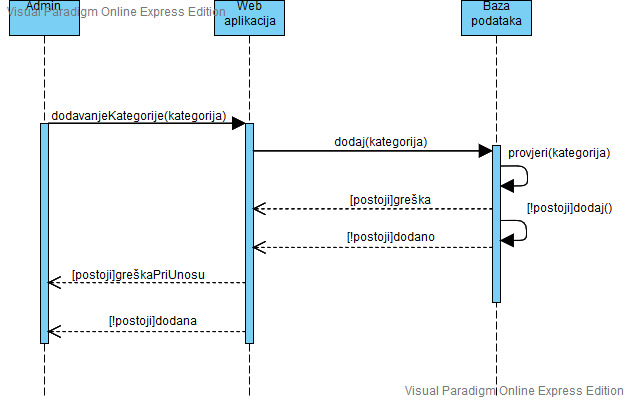 Visual Paradigm Online Express Edition
Admin
Web
aplikacija
Baza
podataka
dodavanjeKategorije(kategorija)
dodaj(kategorija)
provjeri(kategorija)
[postoji]greška
[!postoji]dodaj()
[!postoji]dodano
[postoji]greškaPriUnosu
[!postoji]dodana
Visual Paradigm Online Express Edition